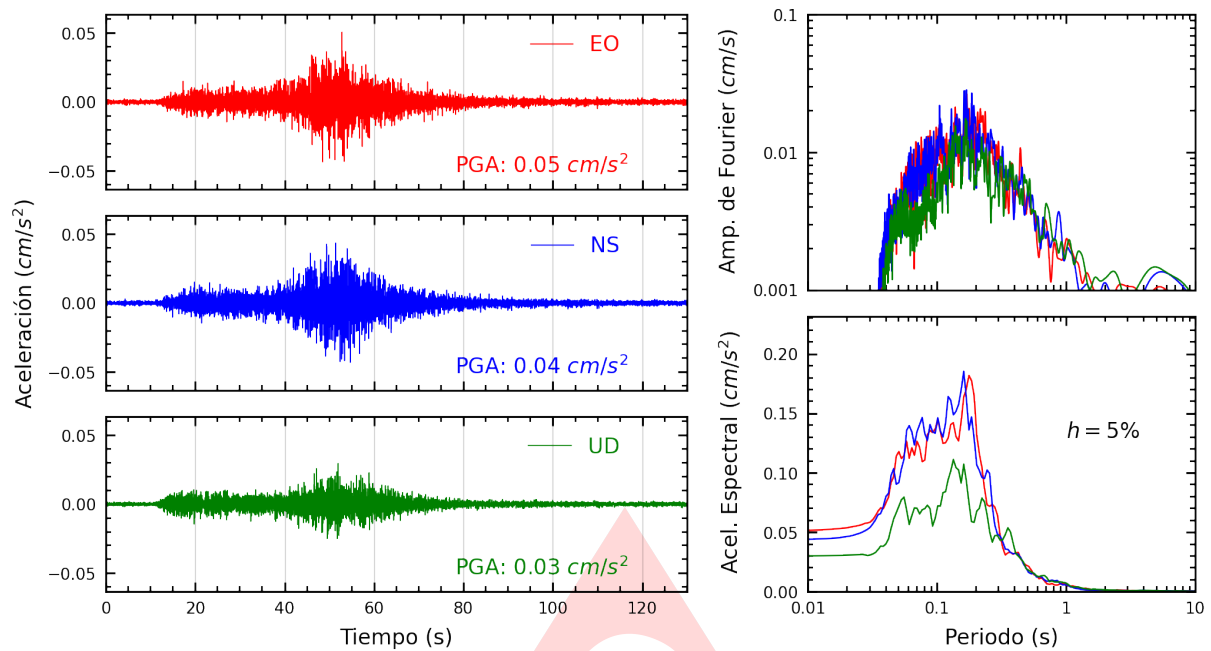 Aceleración (cm/s²)
0.05
0.00
−0.05
EO
PGA: 0.05 cm/s²
0.05
0.00
−0.05
NS
PGA: 0.04 cm/s²
0.05
0.00
−0.05
UD
PGA: 0.03 cm/s²
0 20 40 60 80 100 120
Tiempo (s)
Amp. de Fourier (cm/s)
0.1
0.01
0.001
Acel. Espectral (cm/s²)
0.20
0.15
0.10
0.05
0.00
h = 5%
0.01 0.1 1 10
Periodo (s)